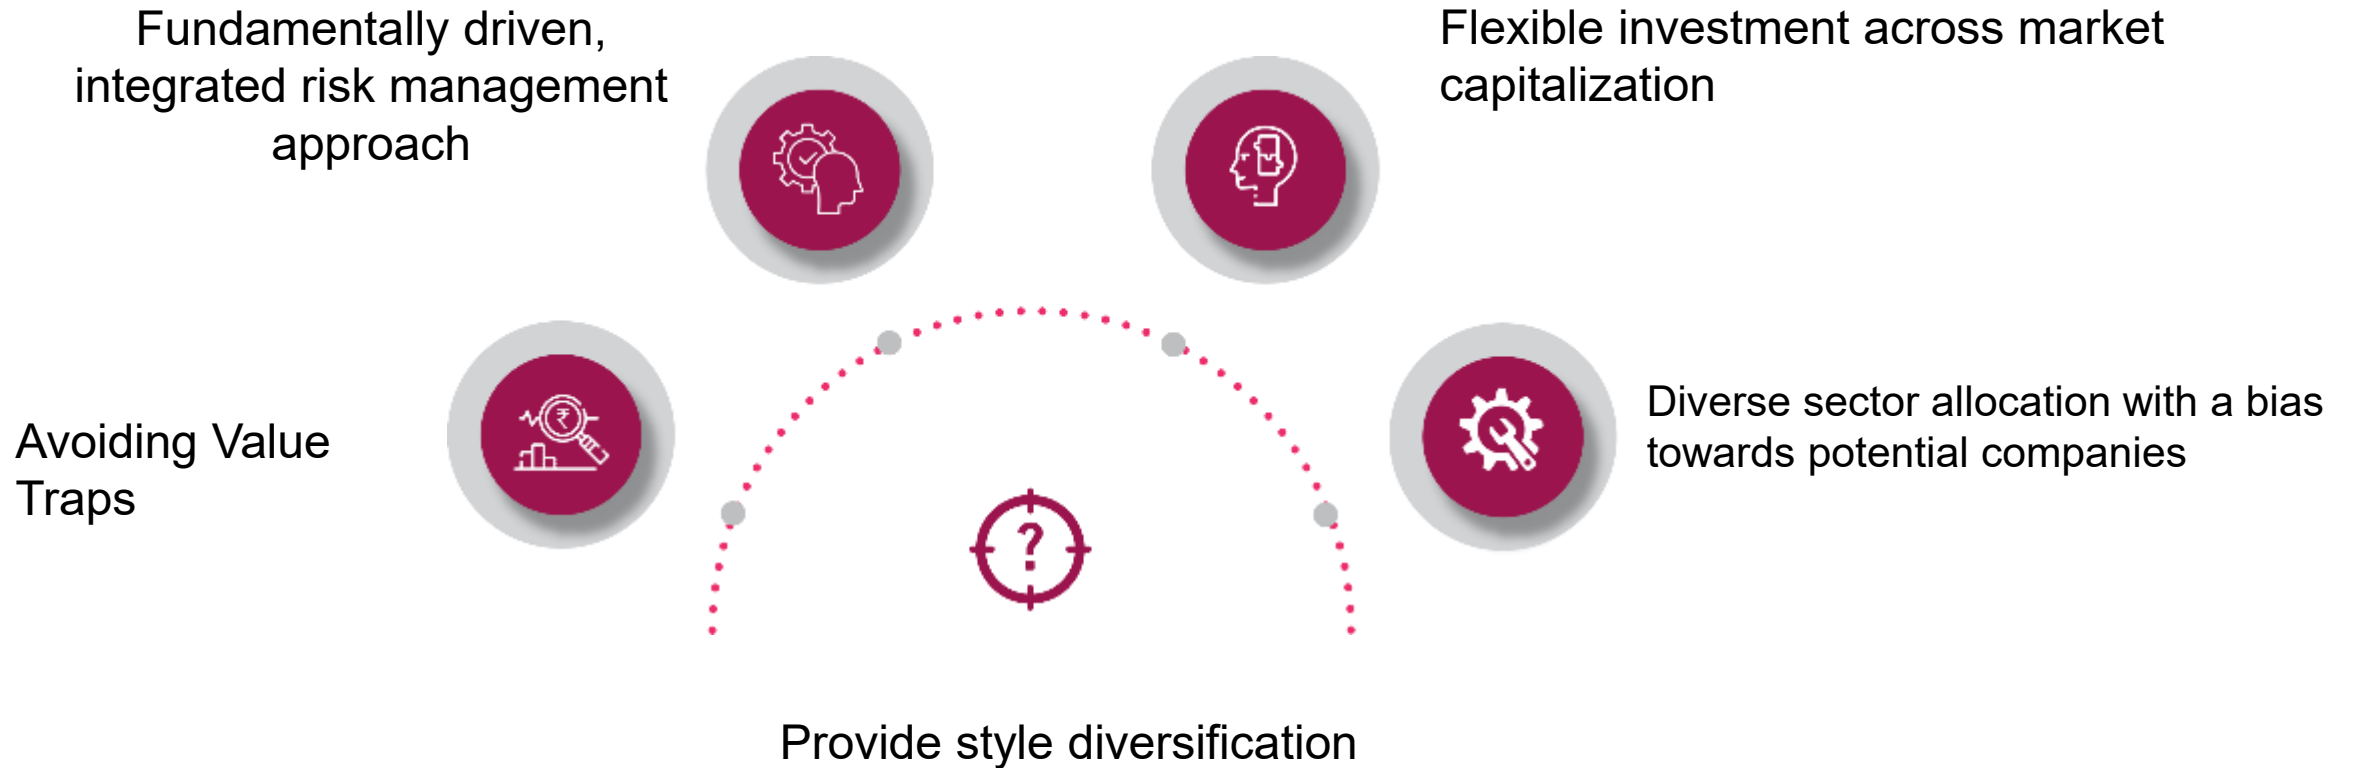 Fundamentally driven,
integrated risk management
approach
Flexible investment across market
capitalization
Avoiding Value
Traps
₹
Diverse sector allocation with a bias
towards potential companies
?
Provide style diversification